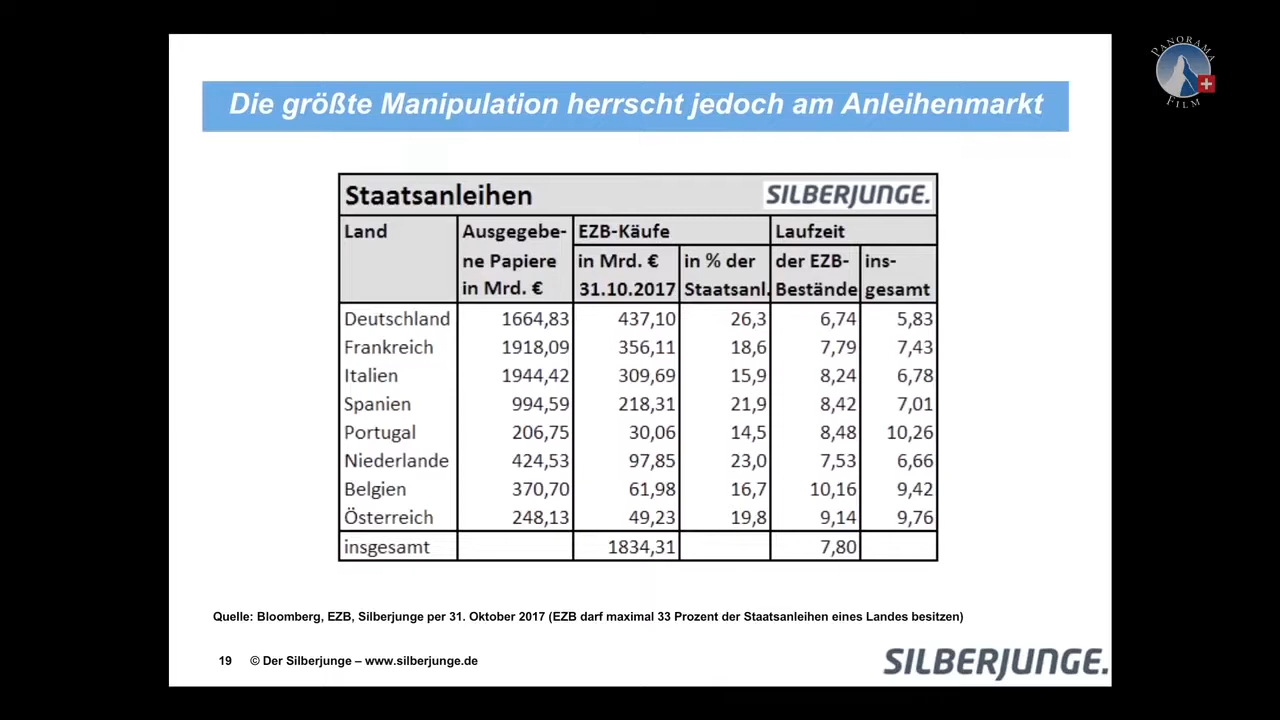 PANORAMA
FILM
Die größte Manipulation herrscht jedoch am Anleihenmarkt
Staatsanleihen SILBERJUNGE.
Land Ausgegebe- EZB-Käufe Laufzeit
ne Papiere in Mrd. € in % der der EZB- ins-
in Mrd. € 31.10.2017 Staatsanl. Bestände gesamt
Deutschland 1664,83 437,10 26,3 6,74 5,83
Frankreich 1918,09 356,11 18,6 7,79 7,43
Italien 1944,42 309,69 15,9 8,24 6,78
Spanien 994,59 218,31 21,9 8,42 7,01
Portugal 206,75 30,06 14,5 8,48 10,26
Niederlande 424,53 97,85 23,0 7,53 6,66
Belgien 370,70 61,98 16,7 10,16 9,42
Österreich 248,13 49,23 19,8 9,14 9,76
insgesamt 1834,31 7,80
Quelle: Bloomberg, EZB, Silberjunge per 31. Oktober 2017 (EZB darf maximal 33 Prozent der Staatsanleihen eines Landes besitzen)
19 © Der Silberjunge – www.silberjunge.de
SILBERJUNGE.